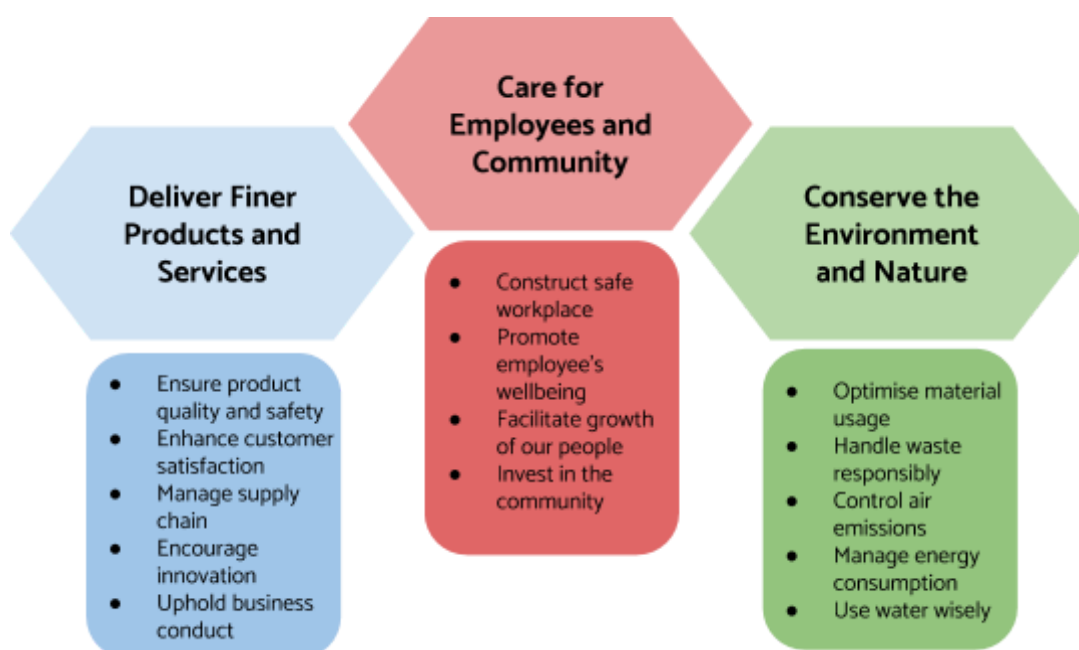 Deliver Finer
Products and
Services
● Ensure product
quality and safety
● Enhance customer
satisfaction
● Manage supply
chain
● Encourage
innovation
● Uphold business
conduct
Care for
Employees and
Community
● Construct safe
workplace
● Promote
employee's
wellbeing
● Facilitate growth
of our people
● Invest in the
community
Conserve the
Environment
and Nature
● Optimise material
usage
● Handle waste
responsibly
● Control air
emissions
● Manage energy
consumption
● Use water wisely